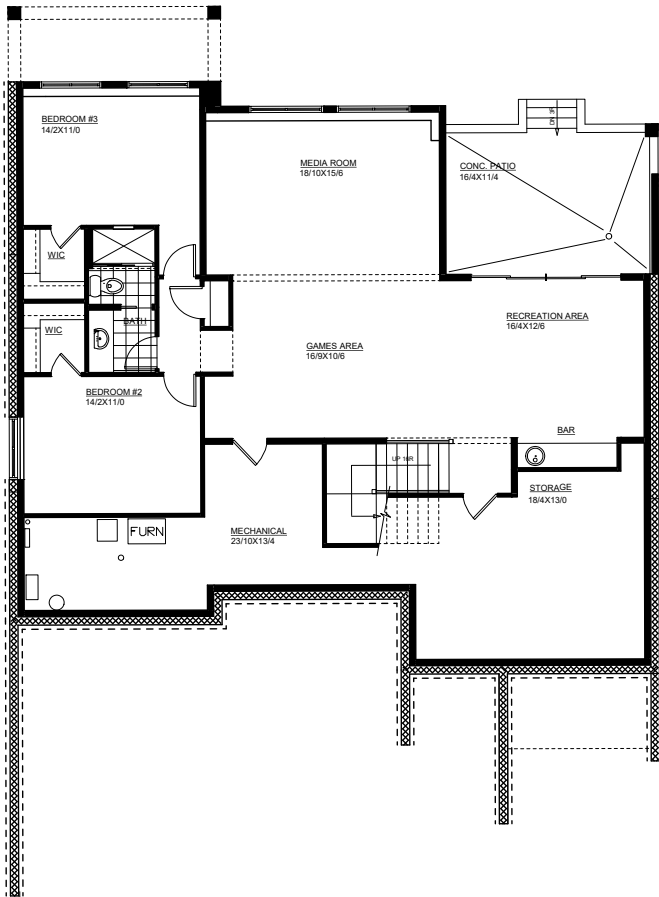 BEDROOM #3
14/2X11/0
MEDIA ROOM
18/10X15/6
DN 3R
CONC. PATIO
16/4X11/4
WIC
BATH
WIC
RECREATION AREA
16/4X12/6
GAMES AREA
16/9X10/6
BEDROOM #2
14/2X11/0
BAR
UP 16R
STORAGE
18/4X13/0
MECHANICAL
23/10X13/4
FURN